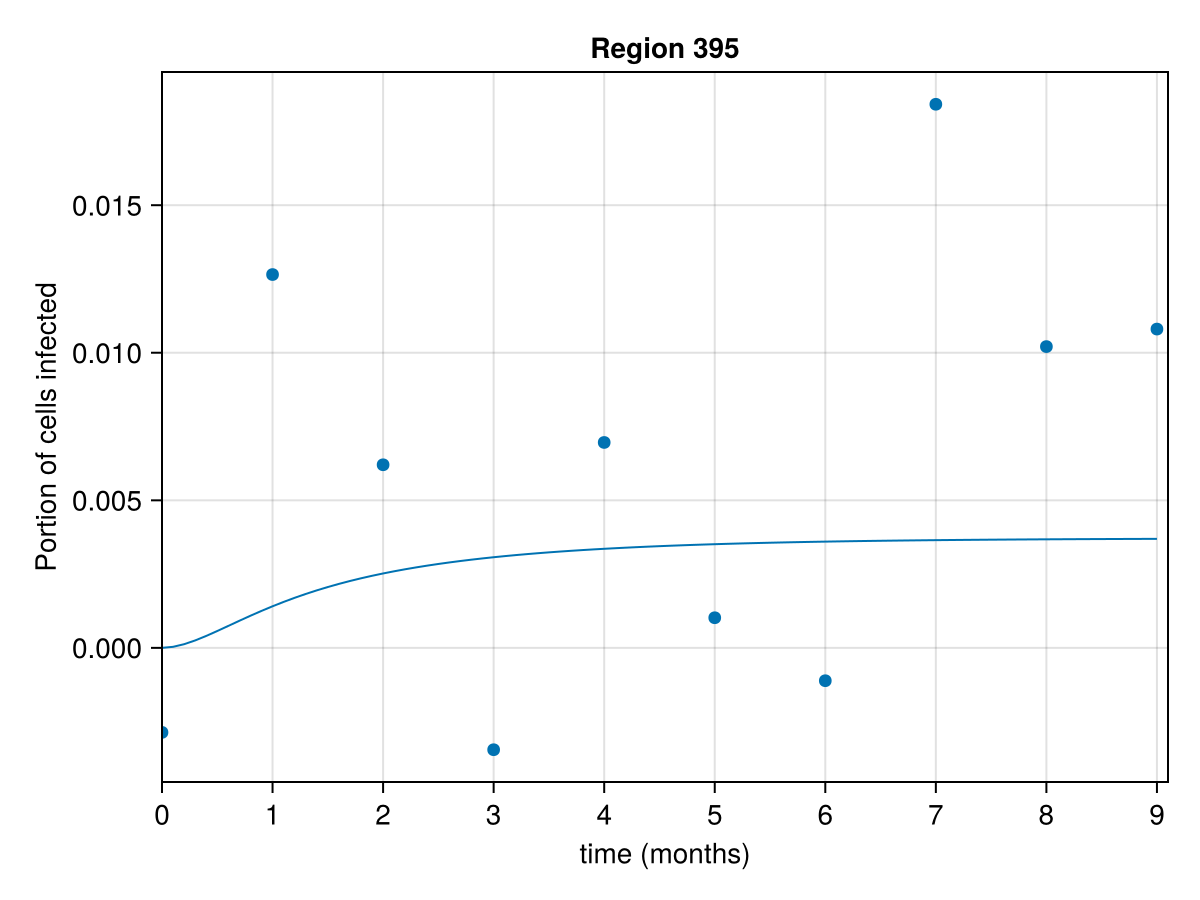 Region 395
Portion of cells infected
0.015
0.010
0.005
0.000
0 1 2 3 4 5 6 7 8 9
time (months)